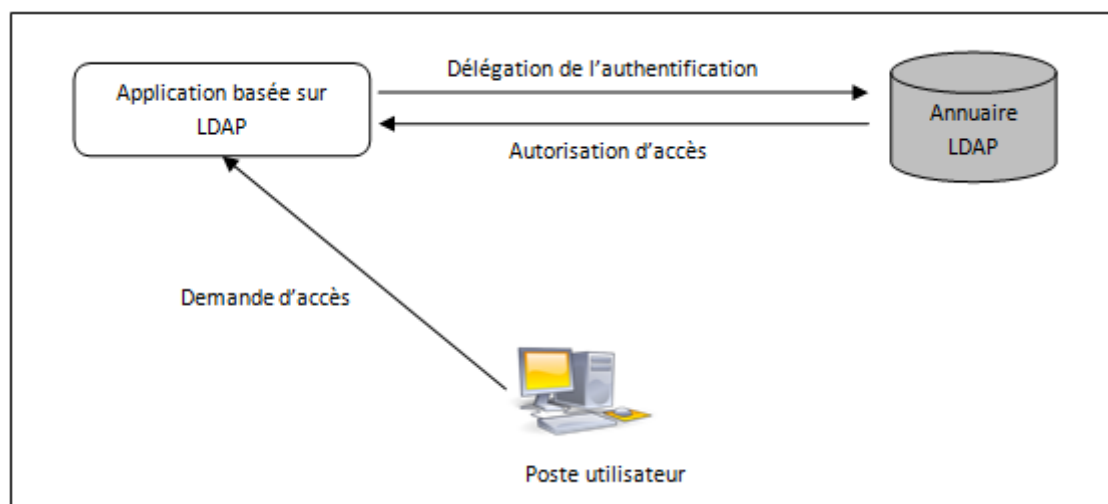 Délégation de l'authentification
Application basée sur
LDAP
Annuaire
LDAP
Autorisation d'accès
Demande d'accès
Poste utilisateur